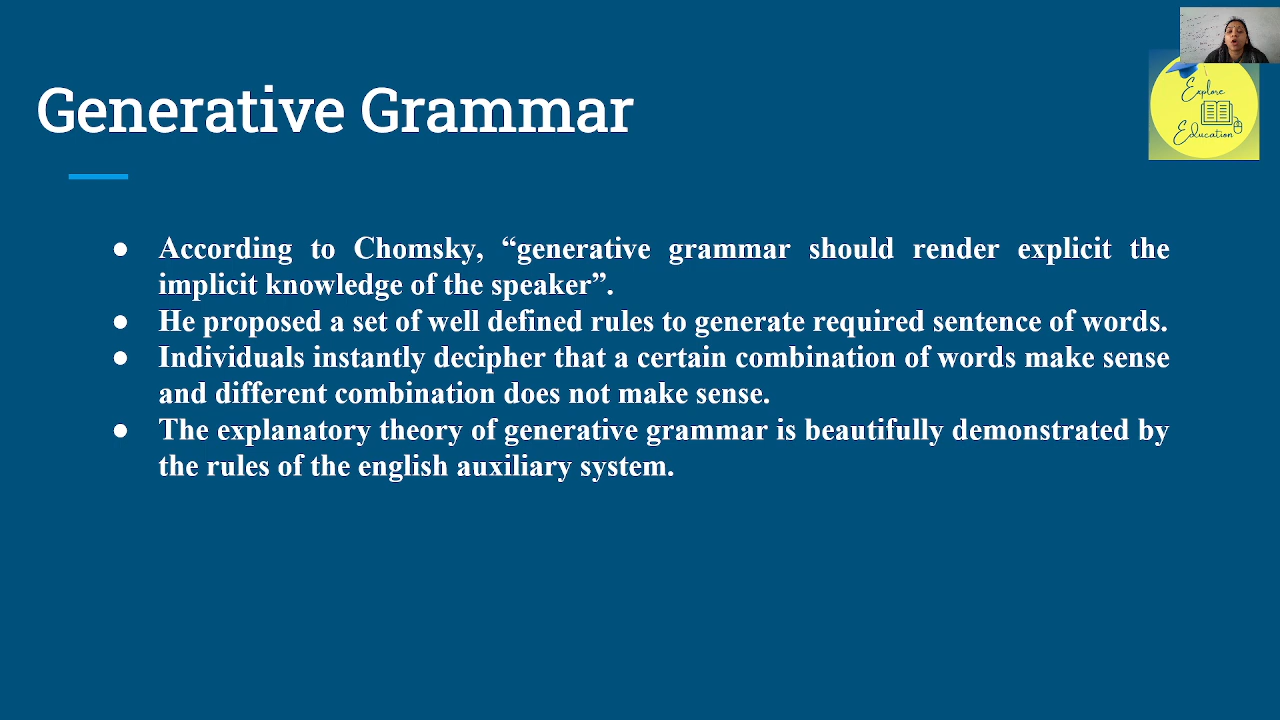 Generative Grammar
Explore
Education
● According to Chomsky, “generative grammar should render explicit the
implicit knowledge of the speaker”.
● He proposed a set of well defined rules to generate required sentence of words.
● Individuals instantly decipher that a certain combination of words make sense
and different combination does not make sense.
● The explanatory theory of generative grammar is beautifully demonstrated by
the rules of the english auxiliary system.